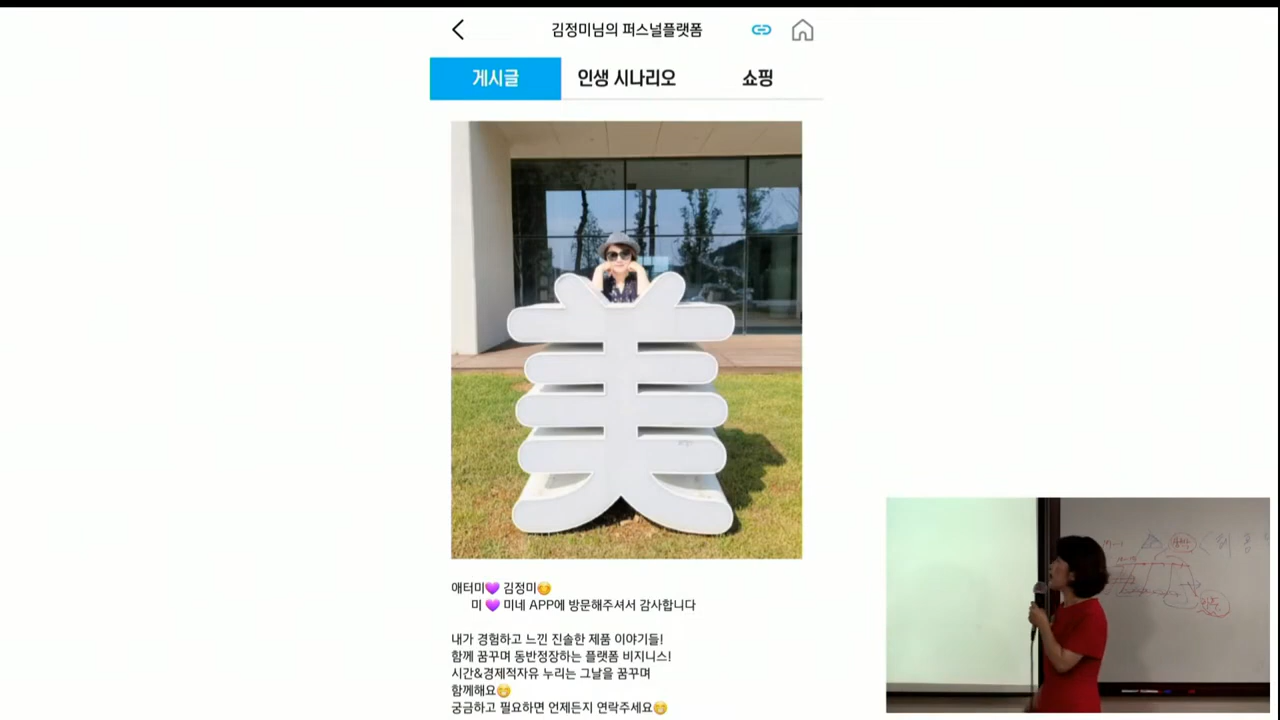 김정미님의 퍼스널플랫폼
게시글 인생 시나리오 쇼핑
美
애터미💜 김정미😊
미 💜 미네 APP에 방문해주셔서 감사합니다
내가 경험하고 느낀 진솔한 제품 이야기들!
함께 꿈꾸며 동반정장하는 플랫폼 비지니스!
시간&경제적자유 누리는 그날을 꿈꾸며
함께해요😁
궁금하고 필요하면 언제든지 연락주세요😁